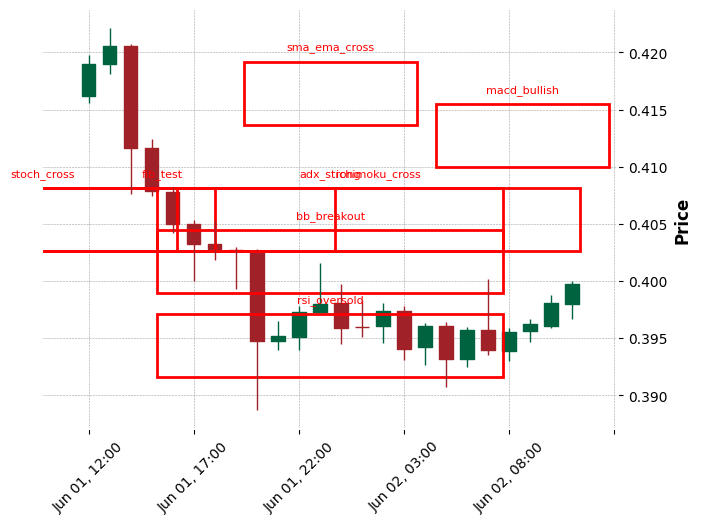 sma_ema_cross
0.420
macd_bullish
0.415
0.410
stoch_cross
adx_strong
ichimoku_cross
bb_breakout
0.405
Price
0.400
rsi_oversold
0.395
0.390
Jun 01, 12:00
Jun 01, 17:00
Jun 01, 22:00
Jun 02, 03:00
Jun 02, 08:00